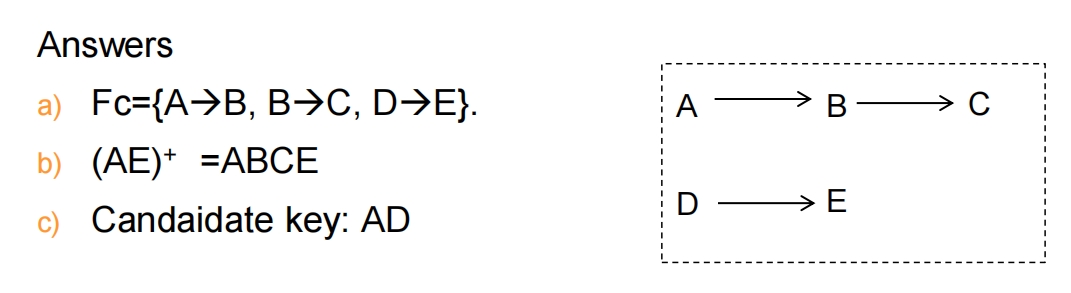 Answers
a) Fc={A→B, B→C, D→E}.
b) (AE)⁺ =ABCE
c) Candaidate key: AD
A → B → C
D → E